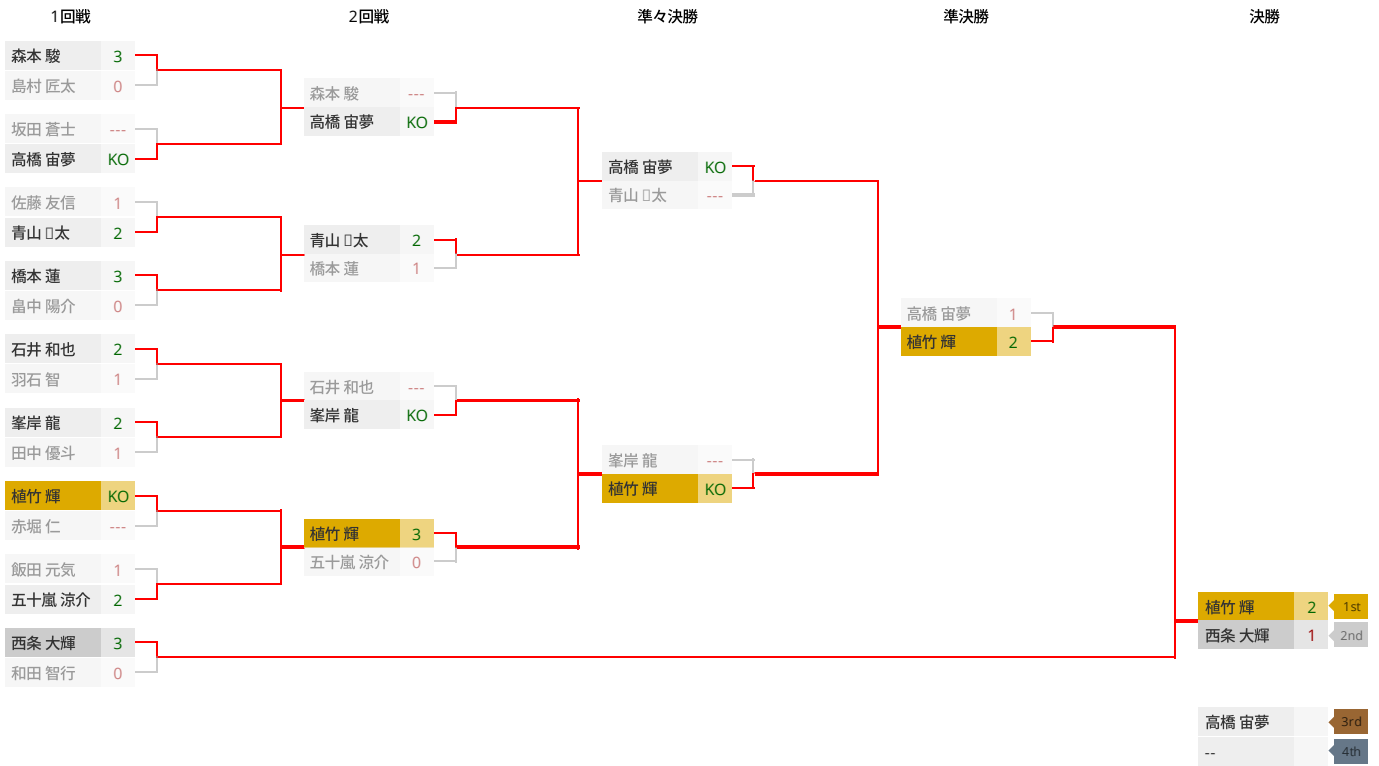 1回戦 2回戦 準々決勝 準決勝 決勝
森本 駿 3
島村 匠太 0
坂田 蒼士 ---
高橋 宙夢 KO
佐藤 友信 1
青山 太 2
橋本 蓮 3
畠中 陽介 0
石井 和也 2
羽石 智 1
峯岸 龍 2
田中 優斗 1
植竹 輝 KO
赤堀 仁 ---
飯田 元気 1
五十嵐 涼介 2
西条 大輝 3
和田 智行 0
森本 駿 ---
高橋 宙夢 KO
青山 太 2
橋本 蓮 1
石井 和也 ---
峯岸 龍 KO
植竹 輝 3
五十嵐 涼介 0
高橋 宙夢 KO
青山 太 ---
峯岸 龍 ---
植竹 輝 KO
高橋 宙夢 1
植竹 輝 2
植竹 輝 2 1st
西条 大輝 1 2nd
高橋 宙夢 3rd
-- 4th